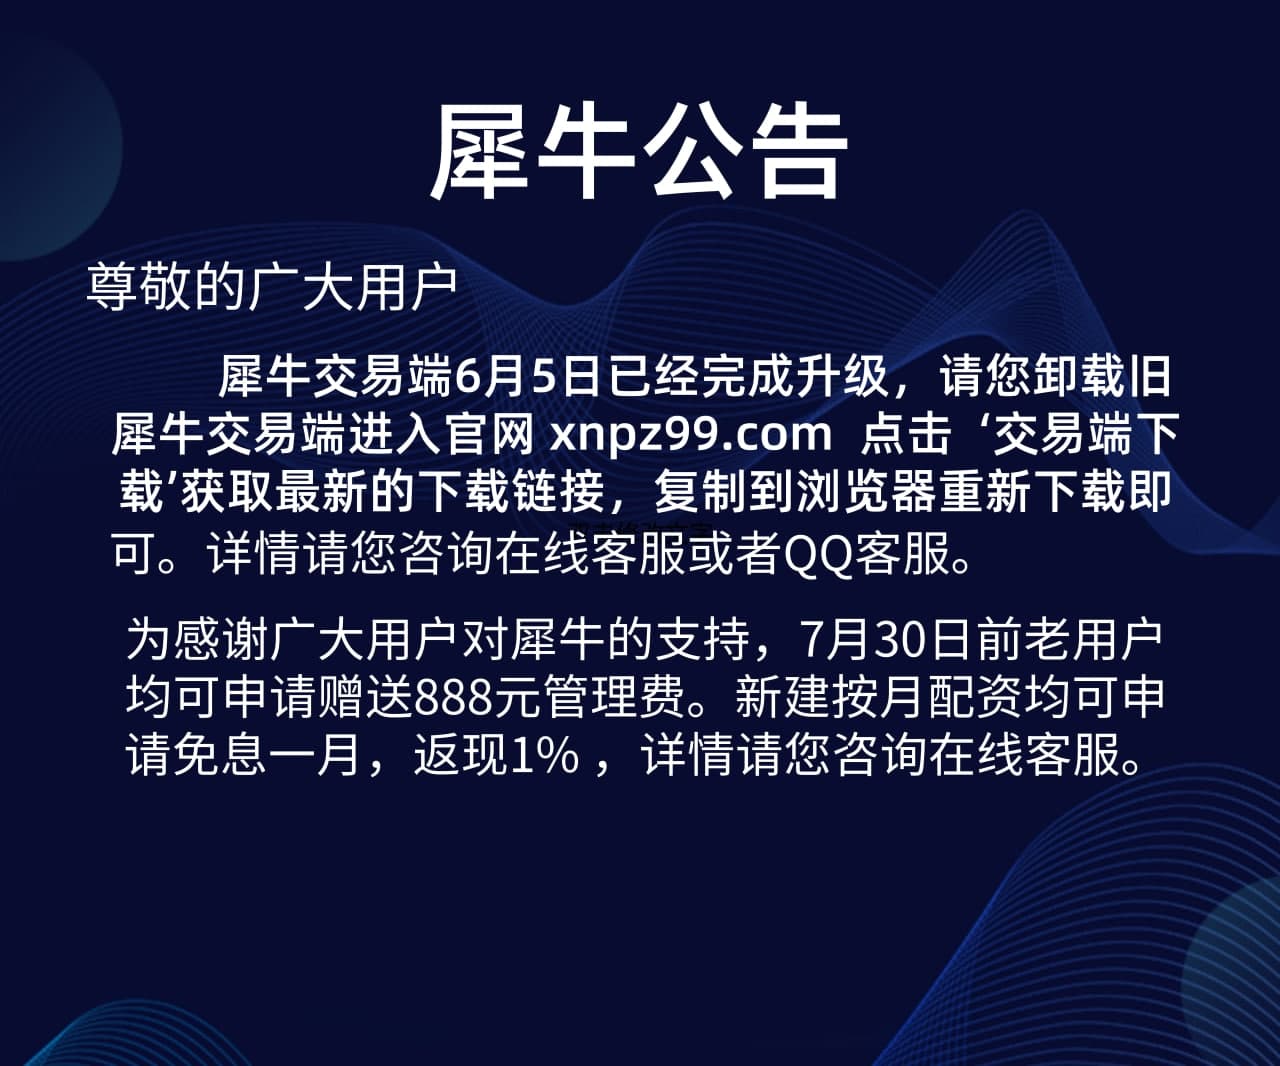 犀牛公告
尊敬的广大用户
犀牛交易端6月5日已经完成升级，请您卸载旧
犀牛交易端进入官网 xnpz99.com 点击 ‘交易端下
载’获取最新的下载链接，复制到浏览器重新下载即
可。详情请您咨询在线客服或者QQ客服。
为感谢广大用户对犀牛的支持，7月30日前老用户
均可申请赠送888元管理费。新建按月配资均可申
请免息一月，返现1% ，详情请您咨询在线客服。